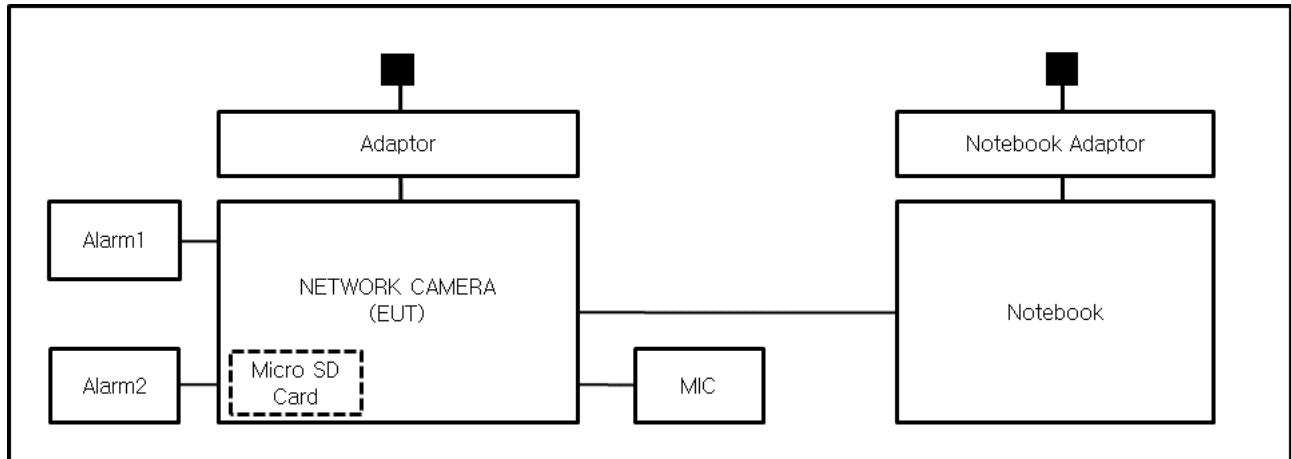 Adaptor
Notebook Adaptor
Alarm1
NETWORK CAMERA
(EUT)
Notebook
Alarm2
Micro SD
Card
MIC